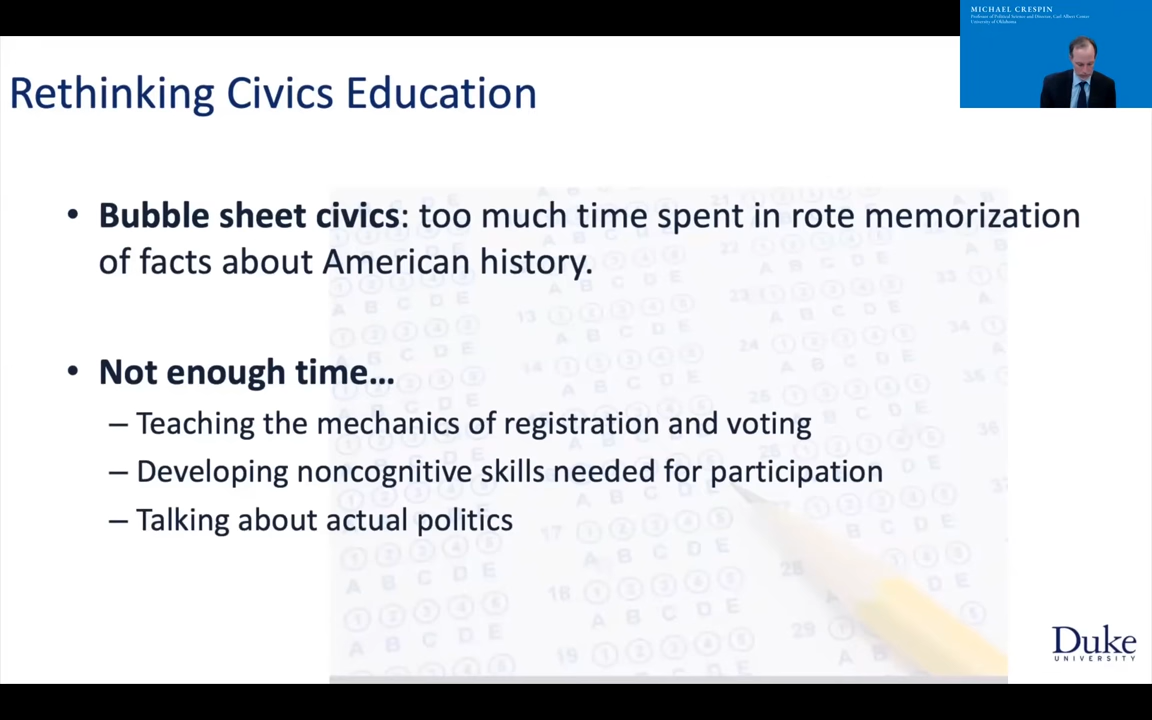 MICHAEL CRESPIN
Professor of Political Science and Director, Carl Albert Center
University of Oklahoma
Rethinking Civics Education
• Bubble sheet civics: too much time spent in rote memorization
of facts about American history.
• Not enough time...
– Teaching the mechanics of registration and voting
– Developing noncognitive skills needed for participation
– Talking about actual politics
Duke
UNIVERSITY